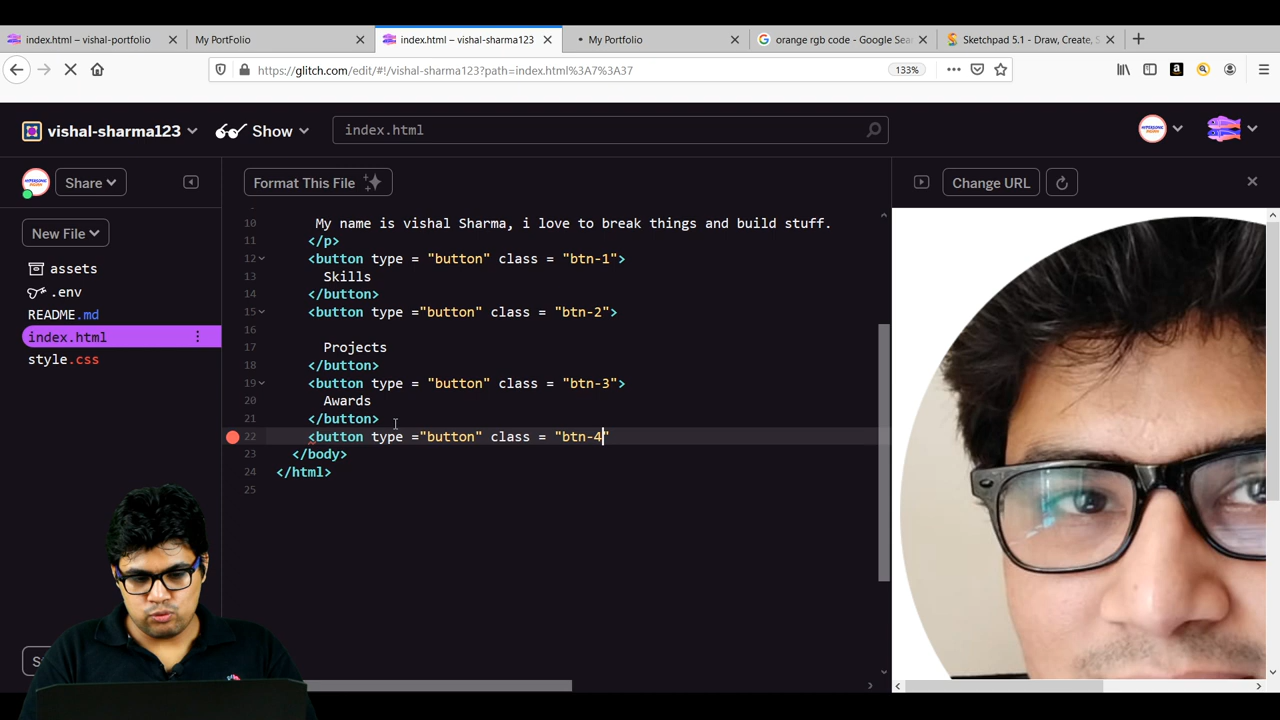 index.html – vishal-portfolio
My PortFolio
index.html – vishal-sharma123
My Portfolio
orange rgb code - Google Sea
Sketchpad 5.1 - Draw, Create, S
https://glitch.com/edit/#!/vishal-sharma123?path=index.html%3A7%3A37
133%
vishal-sharma123
Show
index.html
Share
Format This File
Change URL
New File
assets
.env
README.md
index.html
style.css
10 My name is vishal Sharma, i love to break things and build stuff.
11 </p>
12 <button type = "button" class = "btn-1">
13 Skills
14 </button>
15 <button type ="button" class = "btn-2">
16
17 Projects
18 </button>
19 <button type = "button" class = "btn-3">
20 Awards
21 </button>
22 <button type ="button" class = "btn-4"
23 </body>
24 </html>
25